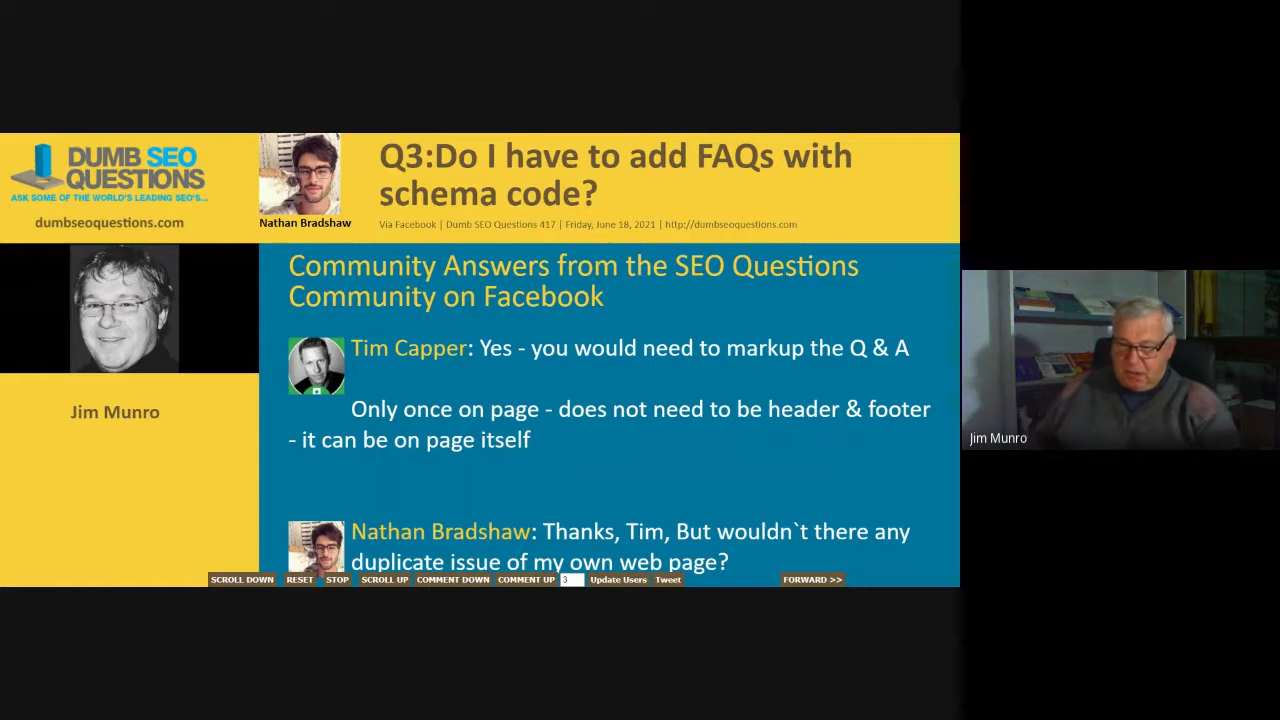 DUMB SEO
QUESTIONS
ASK SOME OF THE WORLD'S LEADING SEO'S...
dumbseoquestions.com
Nathan Bradshaw
Q3:Do I have to add FAQs with
schema code?
Via Facebook | Dumb SEO Questions 417 | Friday, June 18, 2021 | http://dumbseoquestions.com
Jim Munro
Community Answers from the SEO Questions
Community on Facebook
Tim Capper: Yes - you would need to markup the Q & A
Only once on page - does not need to be header & footer
- it can be on page itself
Nathan Bradshaw: Thanks, Tim, But wouldn`t there any
duplicate issue of my own web page?
SCROLL DOWN RESET STOP SCROLL UP COMMENT DOWN COMMENT UP 3 Update Users Tweet FORWARD >>
Jim Munro